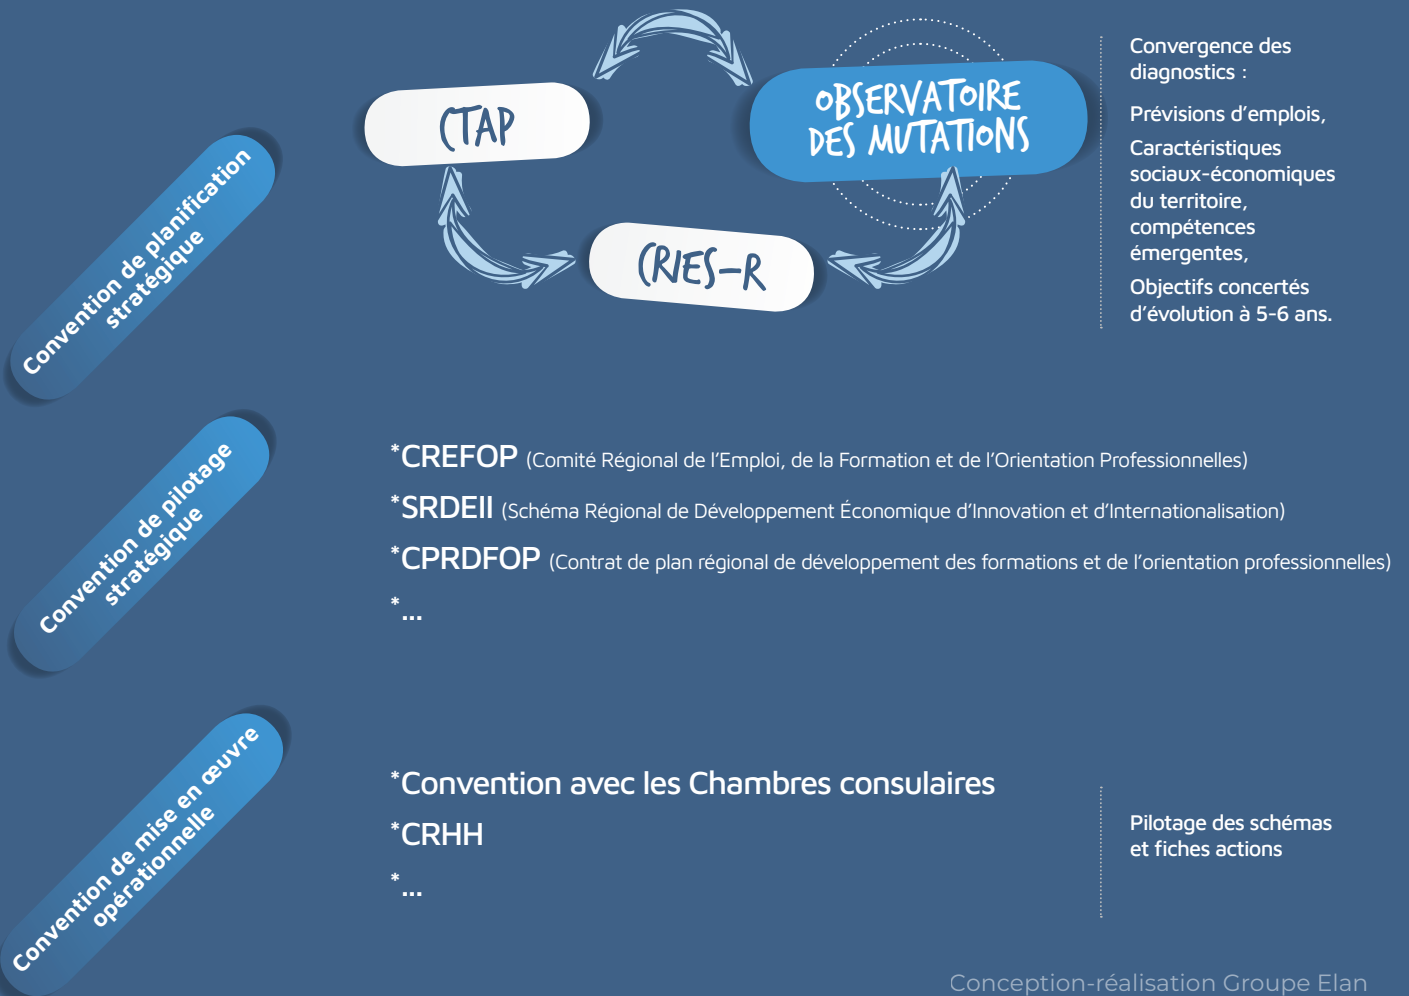 Convention de planification
stratégique
CTAP
OBSERVATOIRE
DES MUTATIONS
CRIES-R
Convergence des
diagnostics :
Prévisions d'emplois,
Caractéristiques
sociaux-économiques
du territoire,
compétences
émergentes,
Objectifs concertés
d'évolution à 5-6 ans.
Convention de pilotage
stratégique
*CREFOP (Comité Régional de l'Emploi, de la Formation et de l'Orientation Professionnelles)
*SRDEII (Schéma Régional de Développement Économique d'Innovation et d'Internationalisation)
*CPRDFOP (Contrat de plan régional de développement des formations et de l'orientation professionnelles)
*...
Convention de mise en œuvre
opérationnelle
*Convention avec les Chambres consulaires
*CRHH
*...
Pilotage des schémas
et fiches actions
Conception-réalisation Groupe Elan